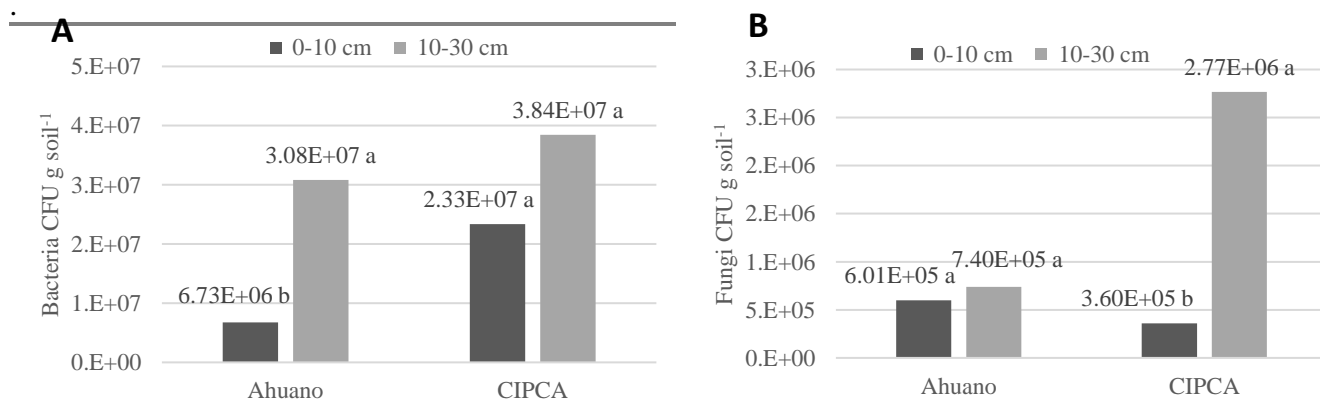 .
A
0-10 cm 10-30 cm
5.E+07
4.E+07
3.E+07
2.E+07
1.E+07
0.E+00
Bacteria CFU g soil-1
6.73E+06 b
3.08E+07 a
2.33E+07 a
3.84E+07 a
Ahuano CIPCA
B
0-10 cm 10-30 cm
3.E+06
3.E+06
2.E+06
2.E+06
1.E+06
5.E+05
0.E+00
Fungi CFU g soil-1
6.01E+05 a
7.40E+05 a
3.60E+05 b
2.77E+06 a
Ahuano CIPCA